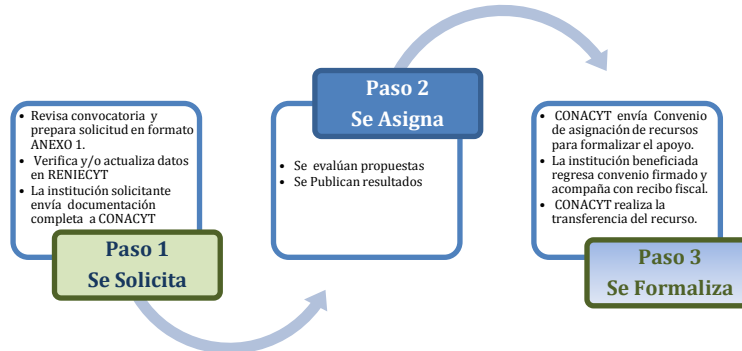 • Revisa convocatoria y
prepara solicitud en formato
ANEXO 1.
• Verifica y/o actualiza datos
en RENIECYT
• La institución solicitante
envía documentación
completa a CONACYT
Paso 1
Se Solicita
Paso 2
Se Asigna
• Se evalúan propuestas
• Se Publican resultados
• CONACYT envía Convenio
de asignación de recursos
para formalizar el apoyo.
• La institución beneficiada
regresa convenio firmado y
acompaña con recibo fiscal.
• CONACYT realiza la
transferencia del recurso.
Paso 3
Se Formaliza